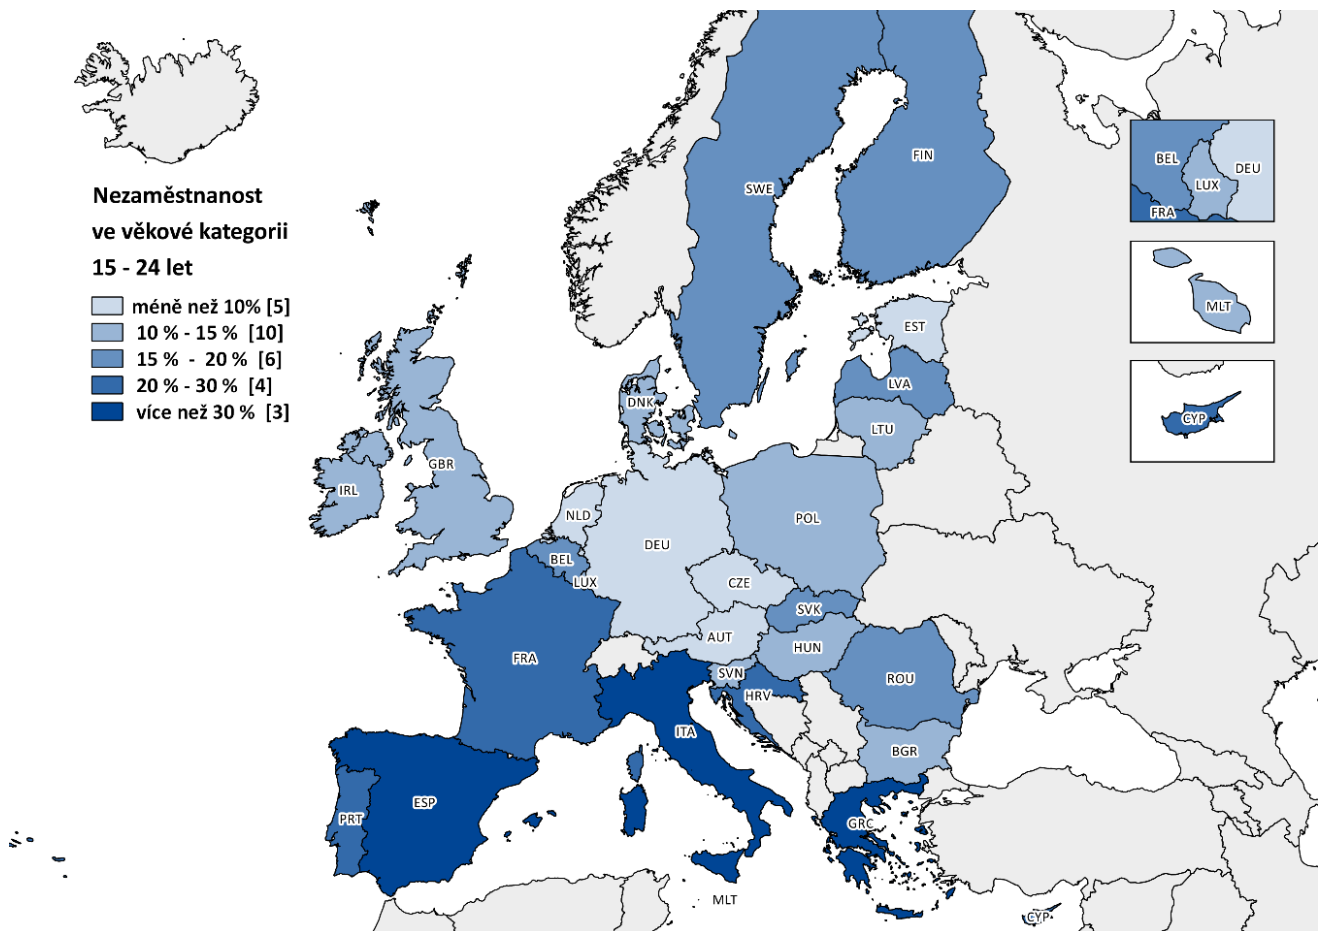 Nezaměstnanost
ve věkové kategorii
15 - 24 let
méně než 10% [5]
10 % - 15 % [10]
15 % - 20 % [6]
20 % - 30 % [4]
více než 30 % [3]
SWE
FIN
BEL
LUX
DEU
FRA
MLT
CYP
EST
LVA
LTU
DNK
GBR
IRL
NLD
DEU
POL
BEL
LUX
CZE
SVK
AUT
HUN
FRA
SVN
HRV
ROU
ITA
BGR
ESP
PRT
GRC
MLT
CYP